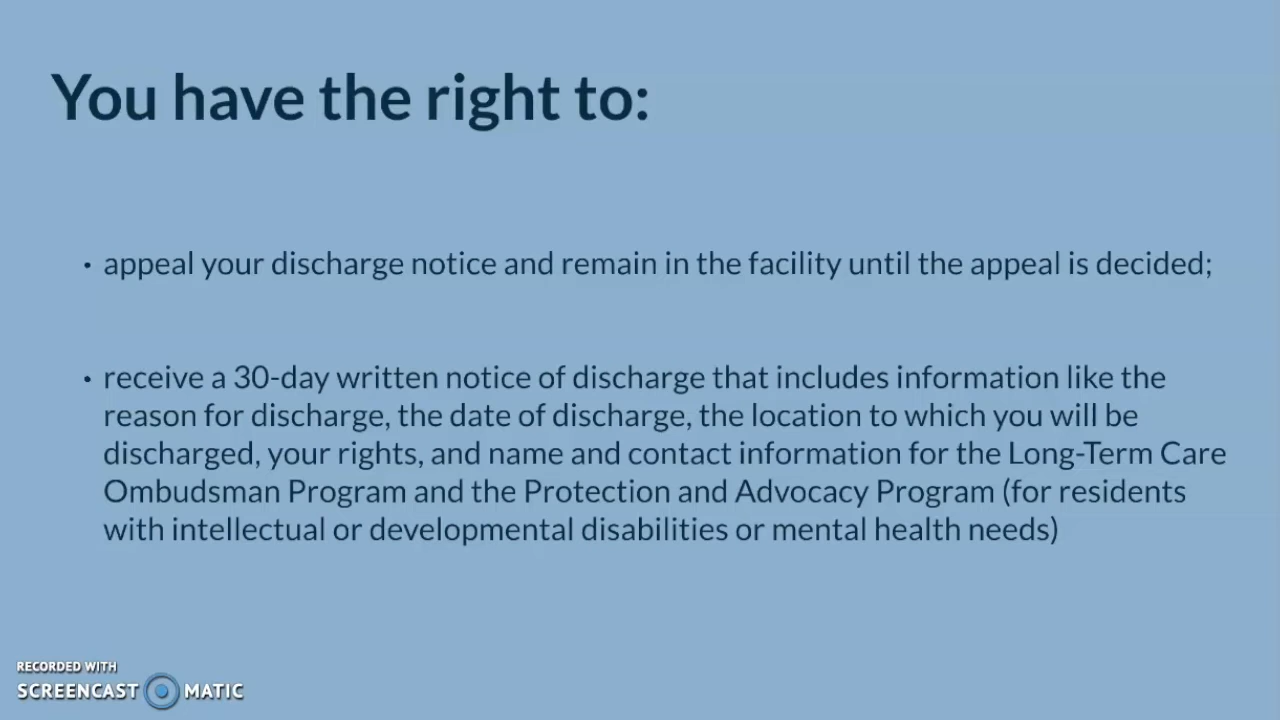 You have the right to:
• appeal your discharge notice and remain in the facility until the appeal is decided;
• receive a 30-day written notice of discharge that includes information like the
reason for discharge, the date of discharge, the location to which you will be
discharged, your rights, and name and contact information for the Long-Term Care
Ombudsman Program and the Protection and Advocacy Program (for residents
with intellectual or developmental disabilities or mental health needs)
RECORDED WITH
SCREENCAST MATIC